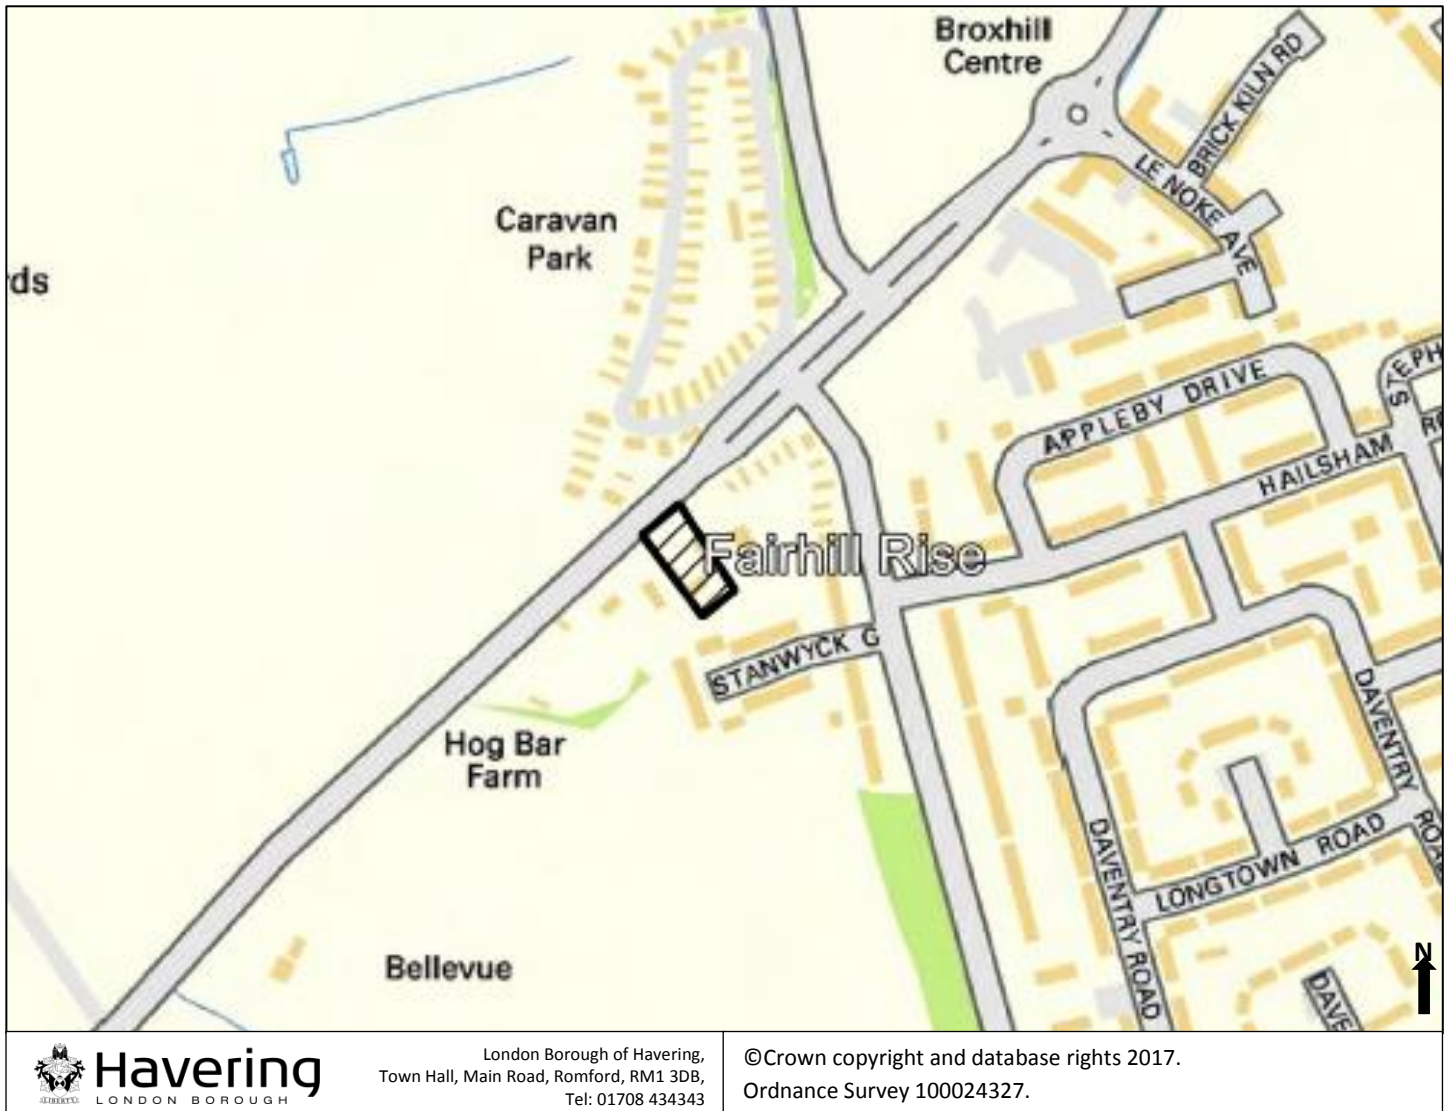 Broxhill
Centre
BRICK KILN RD
LE NOKE AVE
Caravan
Park
rds
APPLEBY DRIVE
STEPH
HAILSHAM
Fairhill Rise
STANWYCK G
Hog Bar
Farm
DAVENTRY ROAD
DAVENTRY ROAD
LONGTOWN ROAD
Bellevue
DAVE
N
Havering
LONDON BOROUGH
LIBERTY
London Borough of Havering,
Town Hall, Main Road, Romford, RM1 3DB,
Tel: 01708 434343
©Crown copyright and database rights 2017.
Ordnance Survey 100024327.